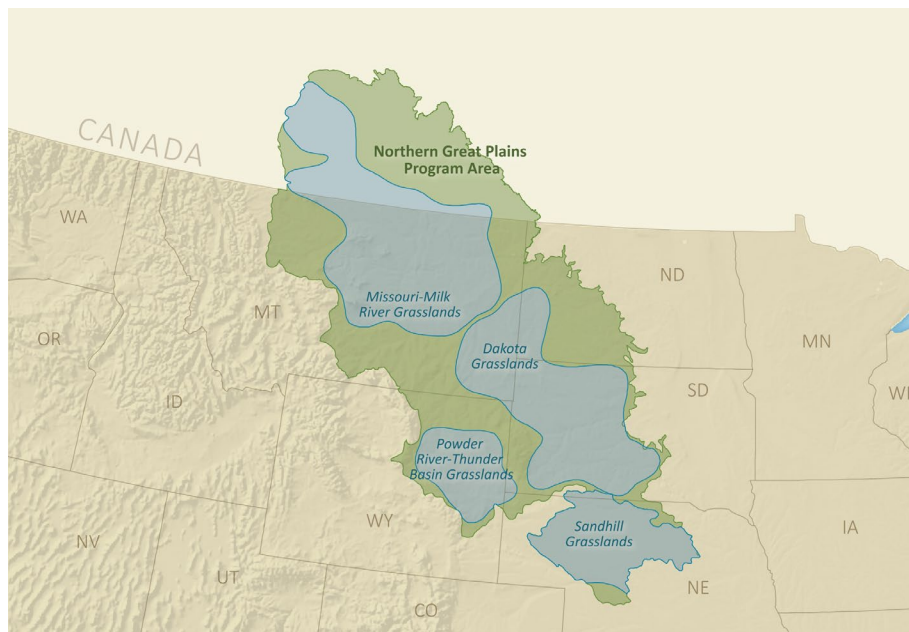 CANADA
Northern Great Plains
Program Area
WA
ND
Missouri-Milk
River Grasslands
MT
OR
MN
Dakota
Grasslands
SD
WI
ID
Powder
River-Thunder
Basin Grasslands
WY
Sandhill
Grasslands
IA
NV
UT
NE
CO